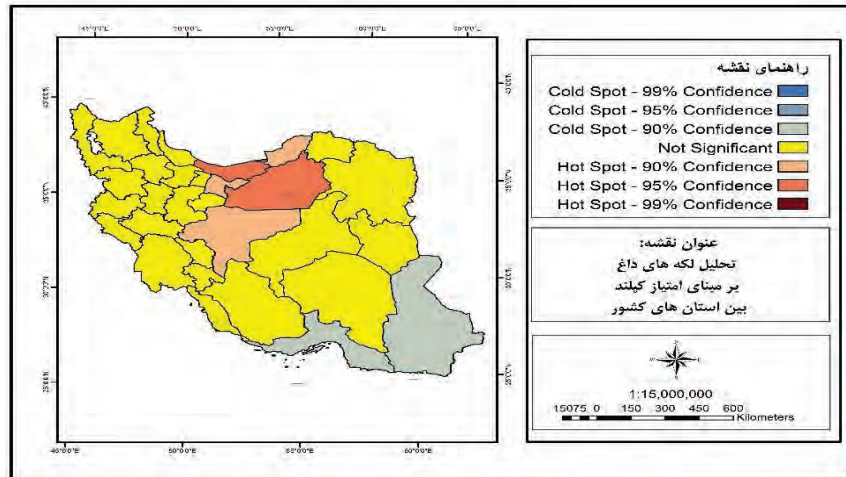 راهنمای نقشه
Cold Spot - 99% Confidence
Cold Spot - 95% Confidence
Cold Spot - 90% Confidence
Not Significant
Hot Spot - 90% Confidence
Hot Spot - 95% Confidence
Hot Spot - 99% Confidence
عنوان نقشه:
تحلیل لکه های داغ
بر مبنای امتیاز کپلند
بین استان های کشور
1:15,000,000
15075 0 150 300 450 600
Kilometers